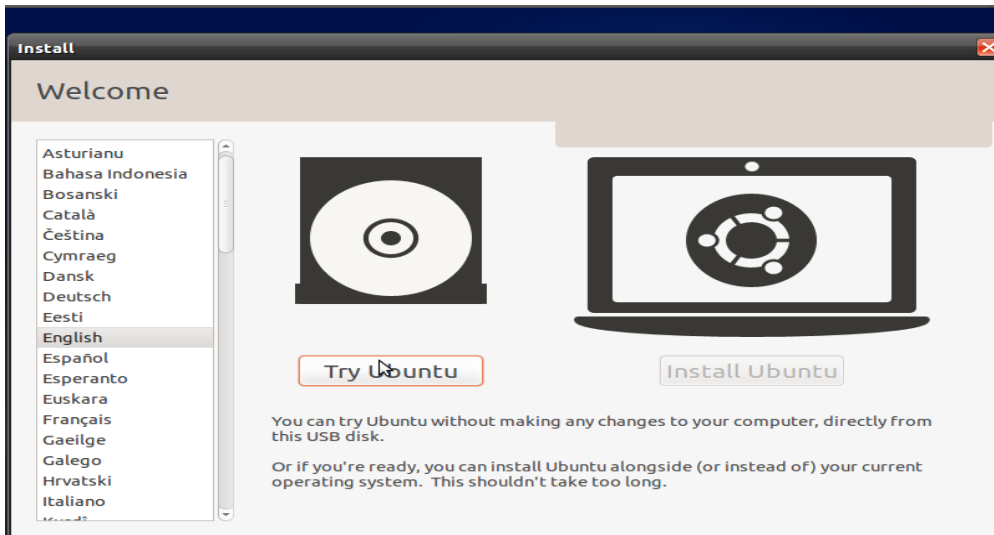 Install
Welcome
Asturianu
Bahasa Indonesia
Bosanski
Català
Čeština
Cymraeg
Dansk
Deutsch
Eesti
English
Español
Esperanto
Euskara
Français
Gaeilge
Galego
Hrvatski
Italiano
Try Ubuntu
Install Ubuntu
You can try Ubuntu without making any changes to your computer, directly from
this USB disk.
Or if you're ready, you can install Ubuntu alongside (or instead of) your current
operating system.  This shouldn't take too long.